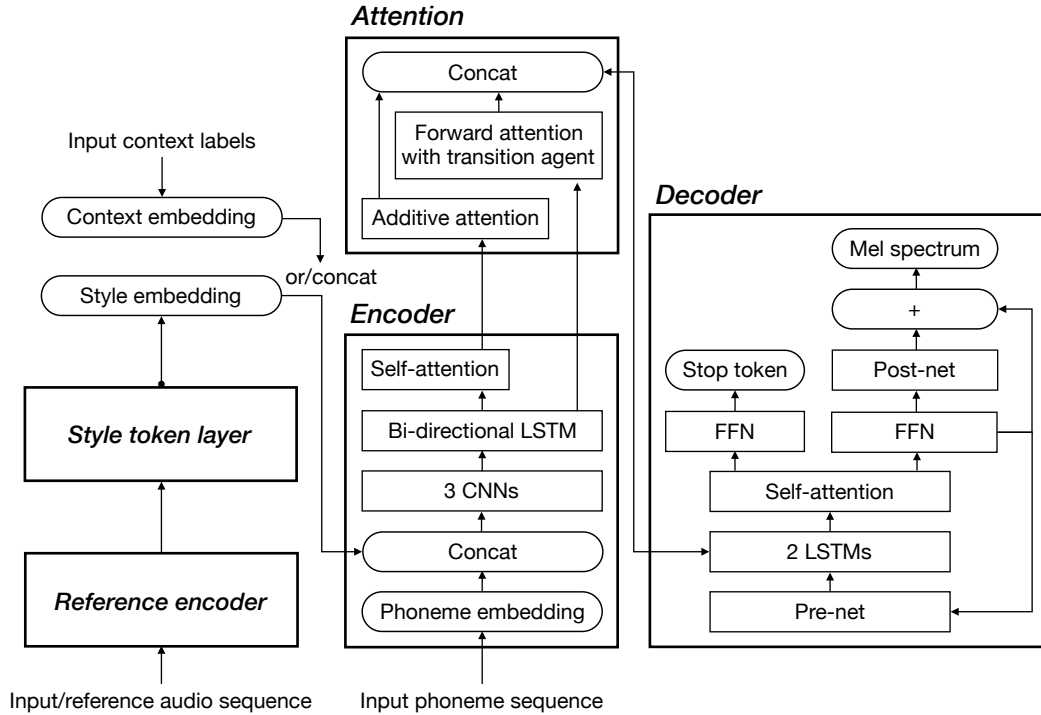 Attention
Concat
Forward attention
with transition agent
Additive attention
Input context labels
Context embedding
or/concat
Style embedding
Style token layer
Reference encoder
Input/reference audio sequence
Encoder
Self-attention
Bi-directional LSTM
3 CNNs
Concat
Phoneme embedding
Input phoneme sequence
Decoder
Mel spectrum
+
Stop token
Post-net
FFN
FFN
Self-attention
2 LSTMs
Pre-net